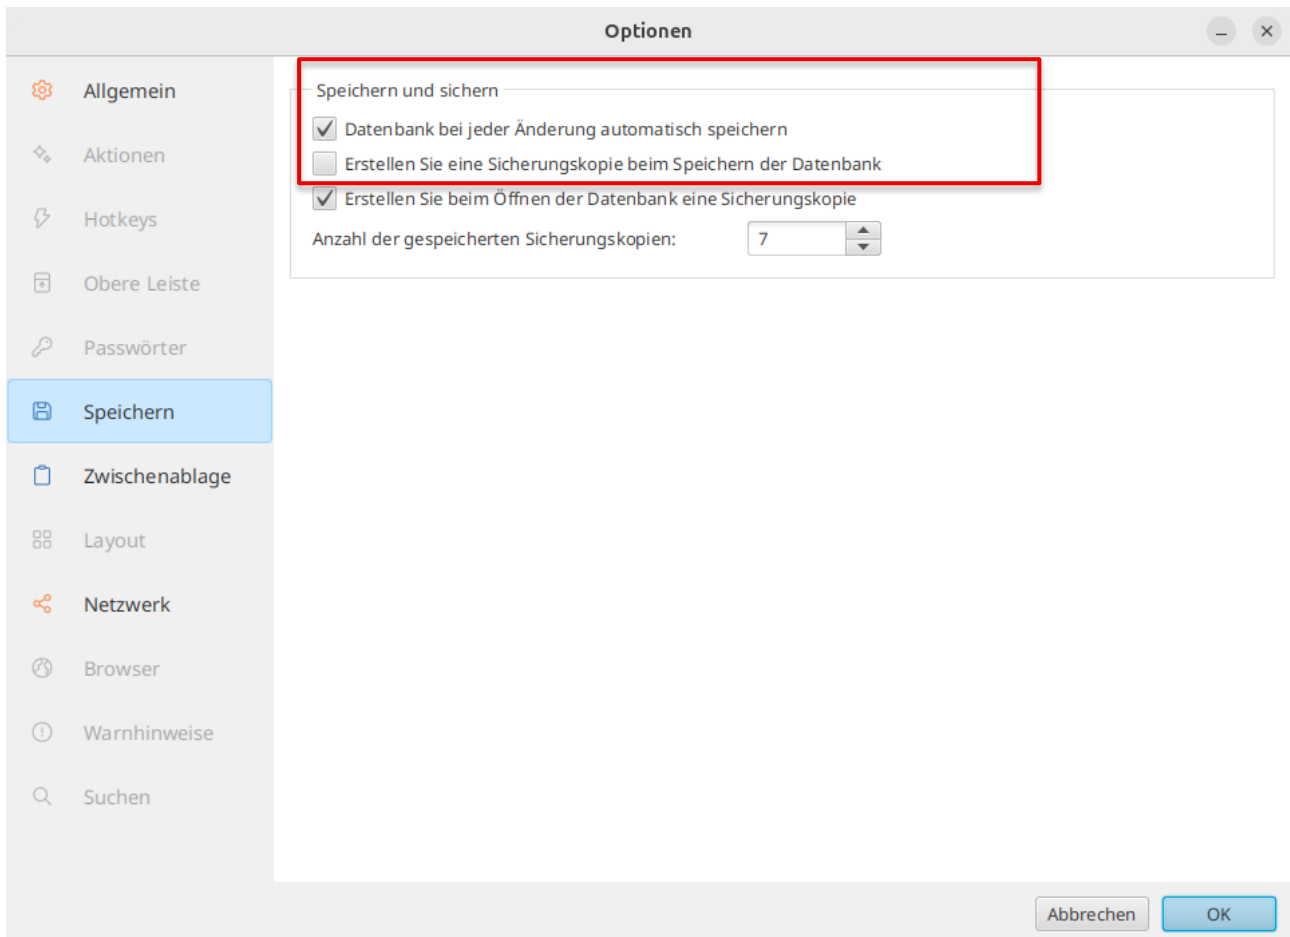 Optionen
Allgemein
Aktionen
Hotkeys
Obere Leiste
Passwörter
Speichern
Zwischenablage
Layout
Netzwerk
Browser
Warnhinweise
Suchen
Speichern und sichern
Datenbank bei jeder Änderung automatisch speichern
Erstellen Sie eine Sicherungskopie beim Speichern der Datenbank
Erstellen Sie beim Öffnen der Datenbank eine Sicherungskopie
Anzahl der gespeicherten Sicherungskopien: 7
Abbrechen OK